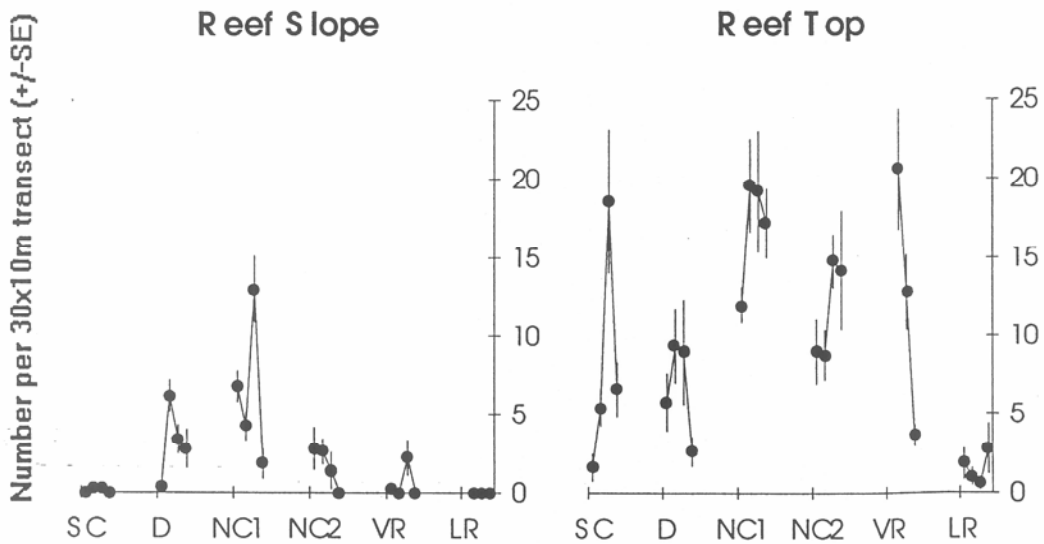 Reef Slope
Reef Top
Number per 30x10m transect (+/-SE)
25
20
15
10
5
0
SC D NC1 NC2 VR LR
25
20
15
10
5
0
SC D NC1 NC2 VR LR